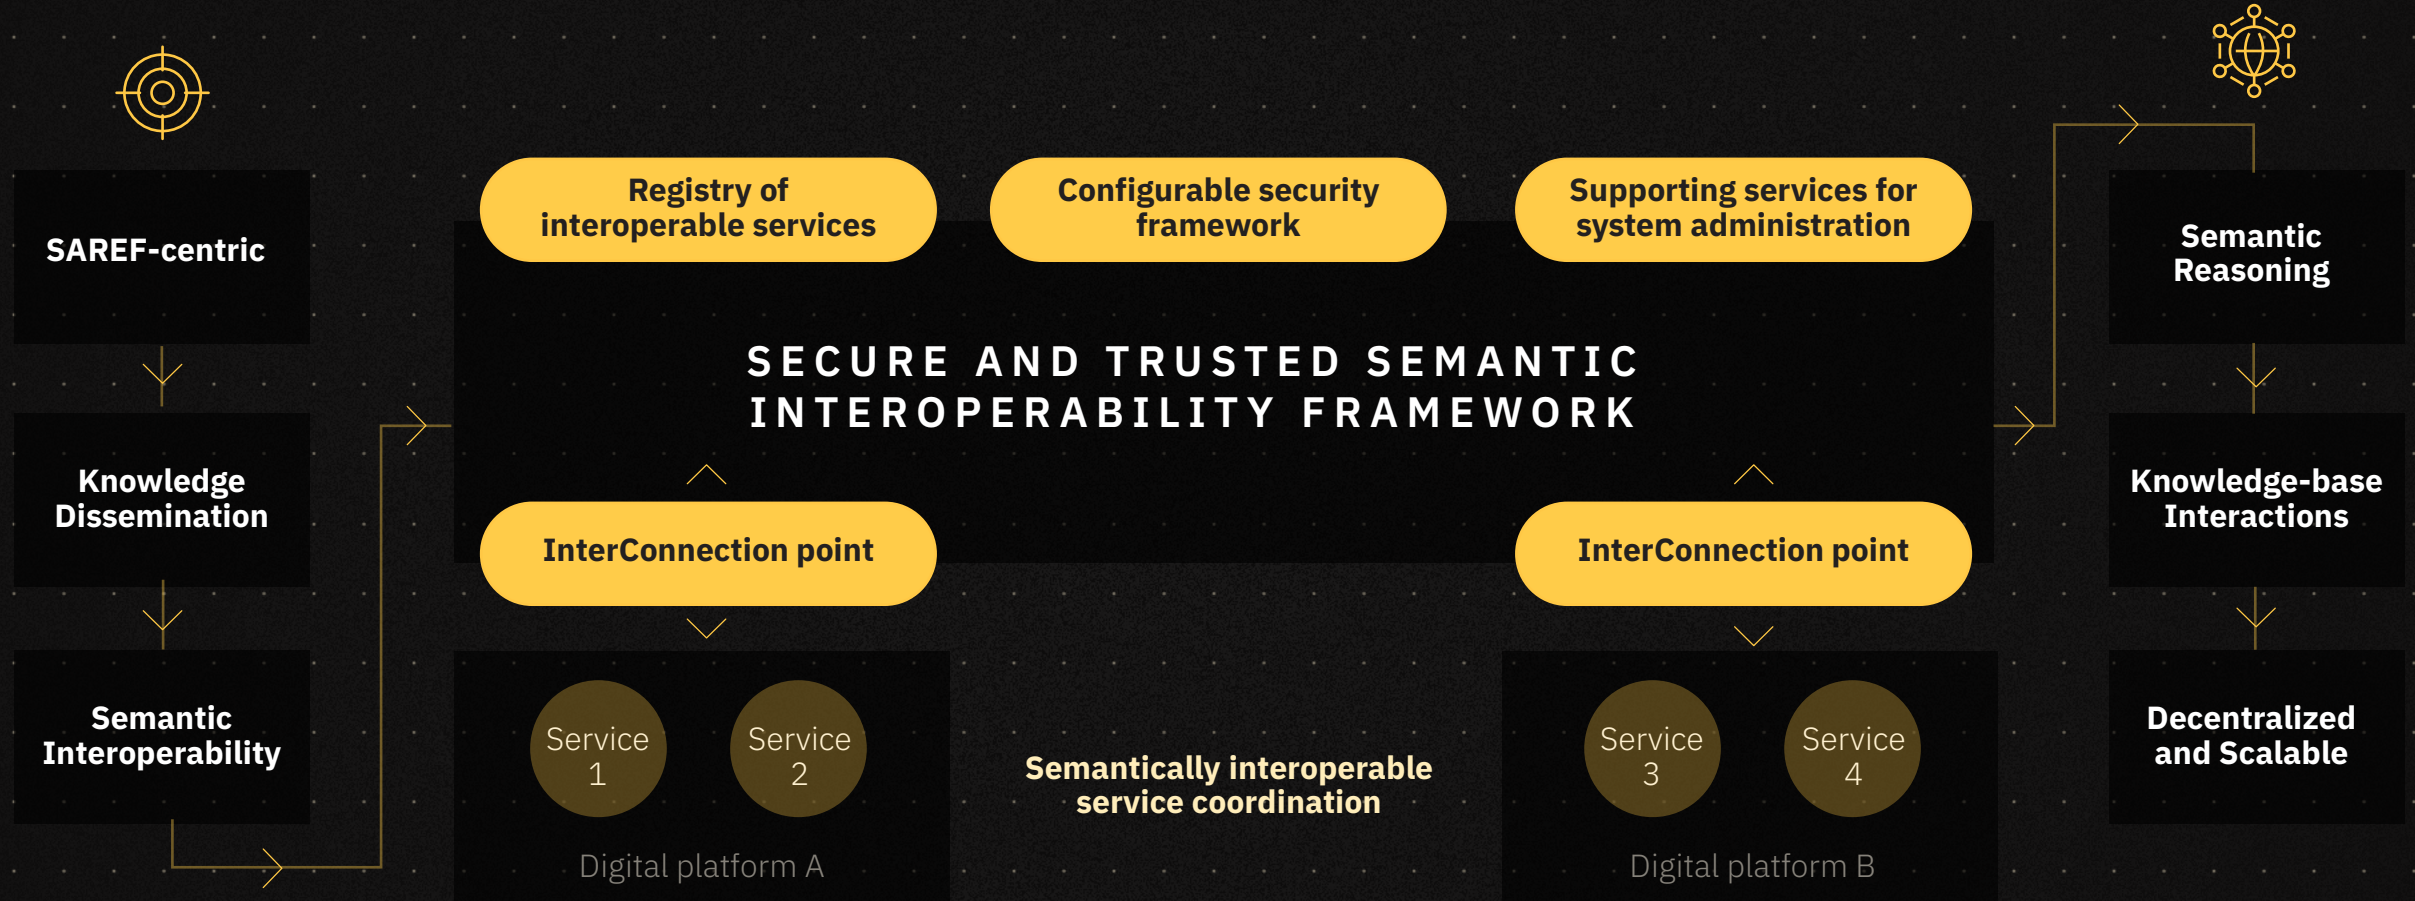 SAREF-centric
Knowledge
Dissemination
Semantic
Interoperability
Registry of
interoperable services
Configurable security
framework
Supporting services for
system administration
SECURE AND TRUSTED SEMANTIC
INTEROPERABILITY FRAMEWORK
InterConnection point
InterConnection point
Service
1
Service
2
Digital platform A
Semantically interoperable
service coordination
Service
3
Service
4
Digital platform B
Semantic
Reasoning
Knowledge-base
Interactions
Decentralized
and Scalable